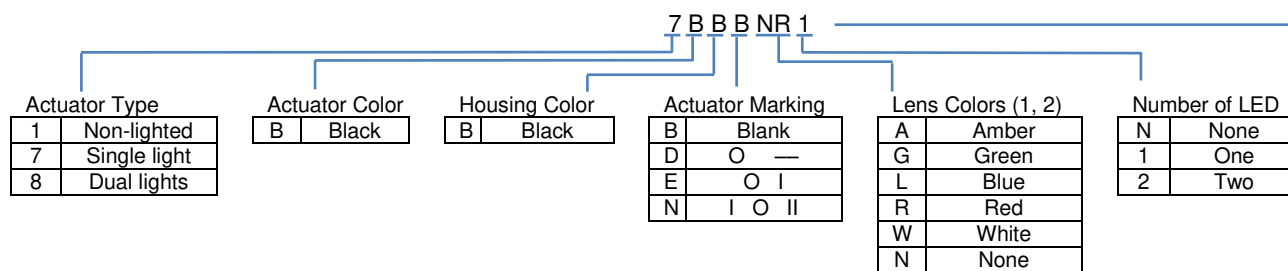 7 B B B NR 1
Actuator Type
1 Non-lighted
7 Single light
8 Dual lights
Actuator Color
B Black
Housing Color
B Black
Actuator Marking
B Blank
D O —
E O I
N I O II
Lens Colors (1, 2)
A Amber
G Green
L Blue
R Red
W White
N None
Number of LED
N None
1 One
2 Two